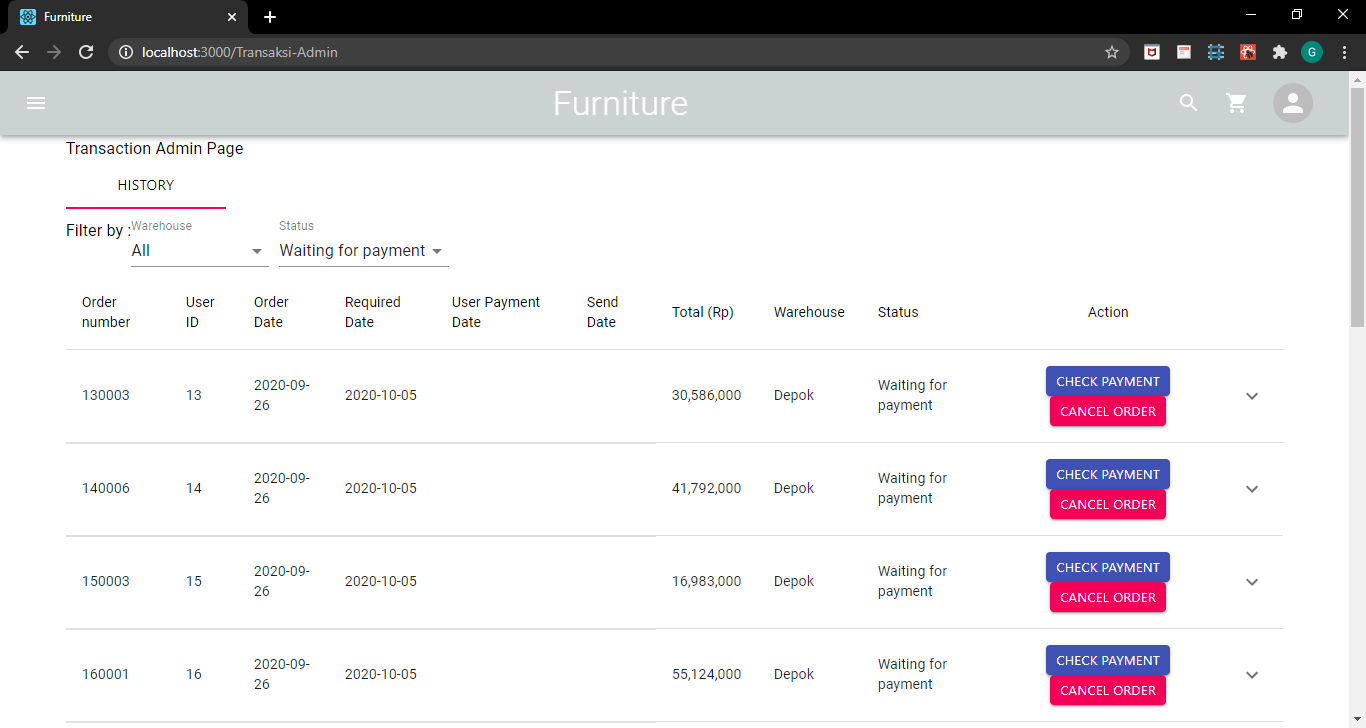 Furniture
localhost:3000/Transaksi-Admin
G
Furniture
Transaction Admin Page
HISTORY
Filter by :
Warehouse
All
Status
Waiting for payment
Order number
User ID
Order Date
Required Date
User Payment Date
Send Date
Total (Rp)
Warehouse
Status
Action
130003
13
2020-09-
26
2020-10-05
30,586,000
Depok
Waiting for
payment
CHECK PAYMENT
CANCEL ORDER
140006
14
2020-09-
26
2020-10-05
41,792,000
Depok
Waiting for
payment
CHECK PAYMENT
CANCEL ORDER
150003
15
2020-09-
26
2020-10-05
16,983,000
Depok
Waiting for
payment
CHECK PAYMENT
CANCEL ORDER
160001
16
2020-09-
26
2020-10-05
55,124,000
Depok
Waiting for
payment
CHECK PAYMENT
CANCEL ORDER